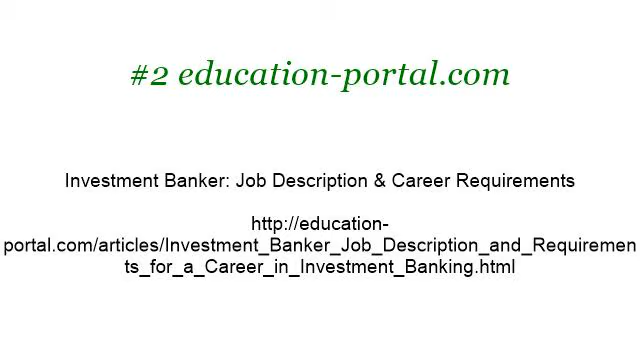 #2 education-portal.com
Investment Banker: Job Description & Career Requirements
http://education-
portal.com/articles/Investment_Banker_Job_Description_and_Requiremen
ts_for_a_Career_in_Investment_Banking.html